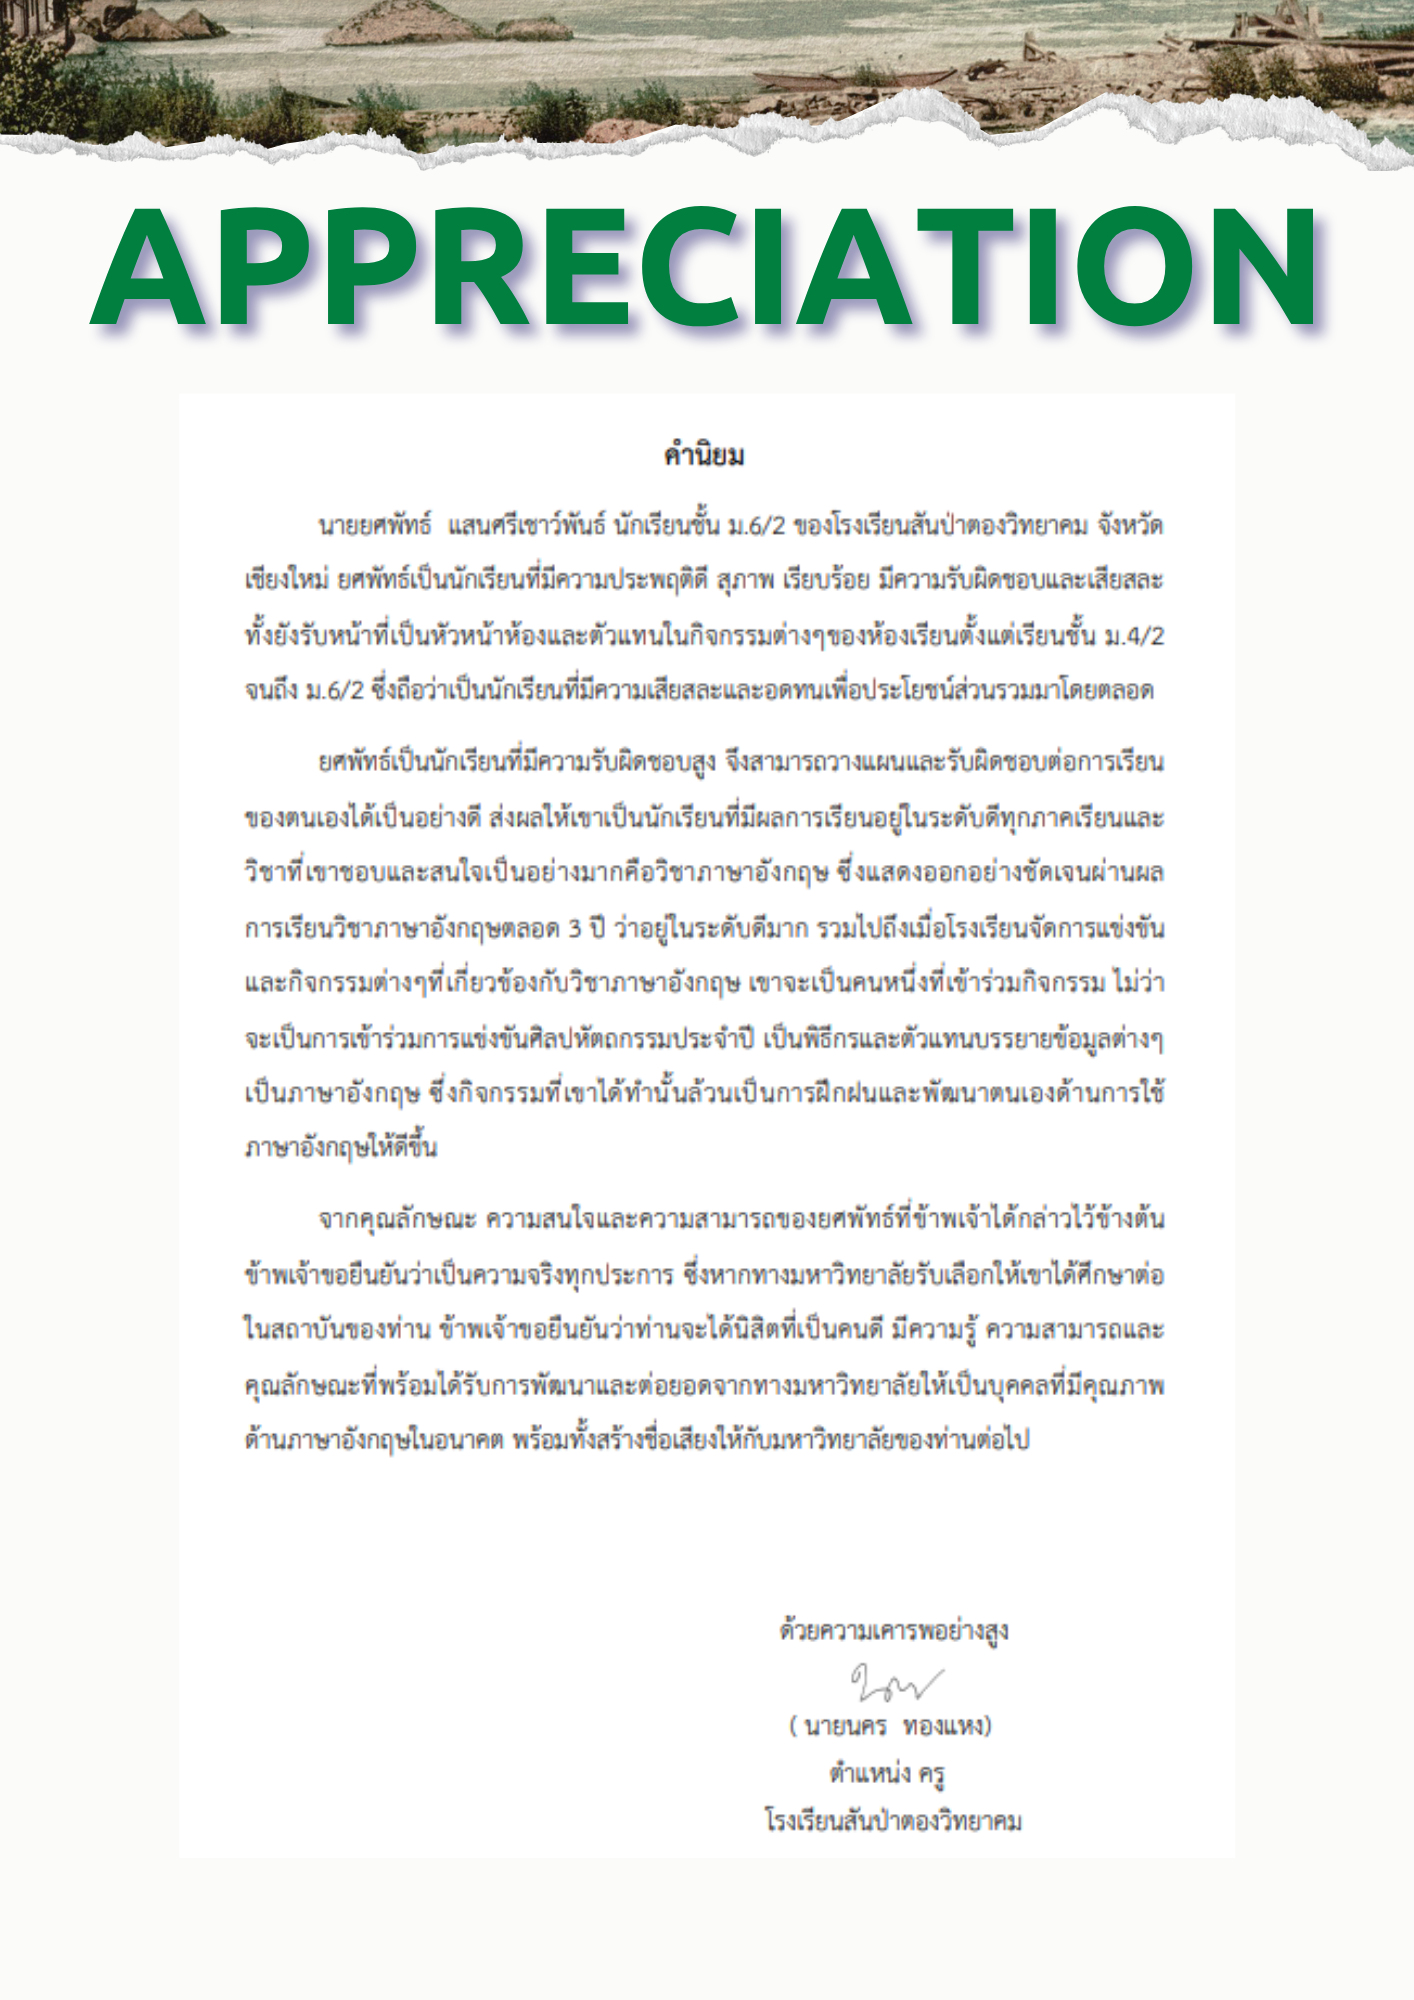 APPRECIATION
คำนิยม
นายยศพัทธ์ แสนศรีเชาว์พันธ์ นักเรียนชั้น ม.6/2 ของโรงเรียนสันป่าตองวิทยาคม จังหวัด
เชียงใหม่ ยศพัทธ์เป็นนักเรียนที่มีความประพฤติดี สุภาพ เรียบร้อย มีความรับผิดชอบและเสียสละ
ทั้งยังรับหน้าที่เป็นหัวหน้าห้องและตัวแทนในกิจกรรมต่างๆของห้องเรียนตั้งแต่เรียนชั้น ม.4/2
จนถึง ม.6/2 ซึ่งถือว่าเป็นนักเรียนที่มีความเสียสละและอดทนเพื่อประโยชน์ส่วนรวมมาโดยตลอด
ยศพัทธ์เป็นนักเรียนที่มีความรับผิดชอบสูง จึงสามารถวางแผนและรับผิดชอบต่อการเรียน
ของตนเองได้เป็นอย่างดี ส่งผลให้เขาเป็นนักเรียนที่มีผลการเรียนอยู่ในระดับดีทุกภาคเรียนและ
วิชาที่เขาชอบและสนใจเป็นอย่างมากคือวิชาภาษาอังกฤษ ซึ่งแสดงออกอย่างชัดเจนผ่านผล
การเรียนวิชาภาษาอังกฤษตลอด 3 ปี ว่าอยู่ในระดับดีมาก รวมไปถึงเมื่อโรงเรียนจัดการแข่งขัน
และกิจกรรมต่างๆที่เกี่ยวข้องกับวิชาภาษาอังกฤษ เขาจะเป็นคนหนึ่งที่เข้าร่วมกิจกรรม ไม่ว่า
จะเป็นการเข้าร่วมการแข่งขันศิลปหัตถกรรมประจำปี เป็นพิธีกรและตัวแทนบรรยายข้อมูลต่างๆ
เป็นภาษาอังกฤษ ซึ่งกิจกรรมที่เขาได้ทำนั้นล้วนเป็นการฝึกฝนและพัฒนาตนเองด้านการใช้
ภาษาอังกฤษให้ดีขึ้น
จากคุณลักษณะ ความสนใจและความสามารถของยศพัทธ์ที่ข้าพเจ้าได้กล่าวไว้ข้างต้น
ข้าพเจ้าขอยืนยันว่าเป็นความจริงทุกประการ ซึ่งหากทางมหาวิทยาลัยรับเลือกให้เขาได้ศึกษาต่อ
ในสถาบันของท่าน ข้าพเจ้าขอยืนยันว่าท่านจะได้นิสิตที่เป็นคนดี มีความรู้ ความสามารถและ
คุณลักษณะที่พร้อมได้รับการพัฒนาและต่อยอดจากทางมหาวิทยาลัยให้เป็นบุคคลที่มีคุณภาพ
ด้านภาษาอังกฤษในอนาคต พร้อมทั้งสร้างชื่อเสียงให้กับมหาวิทยาลัยของท่านต่อไป
ด้วยความเคารพอย่างสูง
( นายนคร ทองแหง)
ตำแหน่ง ครู
โรงเรียนสันป่าตองวิทยาคม